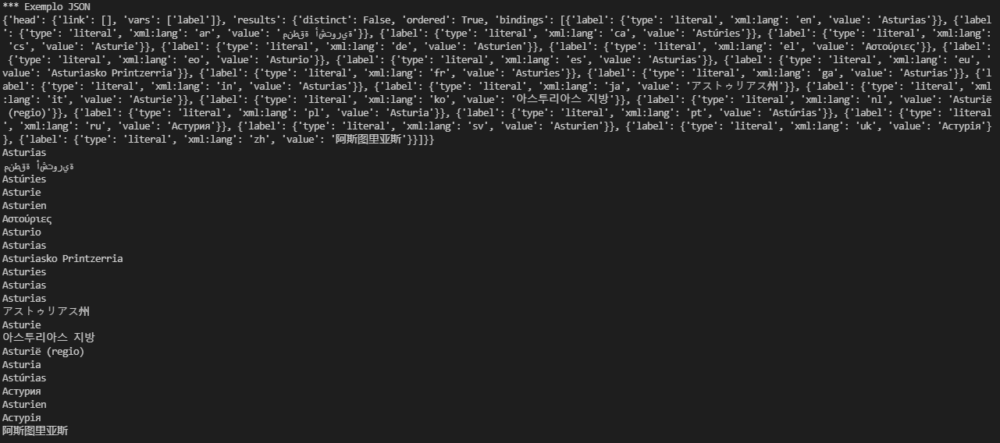 *** Exemplo JSON
{'head': {'link': [], 'vars': ['label']}, 'results': {'distinct': False, 'ordered': True, 'bindings': [{'label': {'type': 'literal', 'xml:lang': 'en', 'value': 'Asturias'}}, {'label
': {'type': 'literal', 'xml:lang': 'ar', 'value': 'منطقة أشتورية'}}, {'label': {'type': 'literal', 'xml:lang': 'ca', 'value': 'Astúries'}}, {'label': {'type': 'literal', 'xml:lang':
'cs', 'value': 'Asturie'}}, {'label': {'type': 'literal', 'xml:lang': 'de', 'value': 'Asturien'}}, {'label': {'type': 'literal', 'xml:lang': 'el', 'value': 'Αστούριες'}}, {'label':
{'type': 'literal', 'xml:lang': 'eo', 'value': 'Asturio'}}, {'label': {'type': 'literal', 'xml:lang': 'es', 'value': 'Asturias'}}, {'label': {'type': 'literal', 'xml:lang': 'eu', '
value': 'Asturiasko Printzerria'}}, {'label': {'type': 'literal', 'xml:lang': 'fr', 'value': 'Asturies'}}, {'label': {'type': 'literal', 'xml:lang': 'ga', 'value': 'Asturias'}}, {'l
abel': {'type': 'literal', 'xml:lang': 'in', 'value': 'Asturias'}}, {'label': {'type': 'literal', 'xml:lang': 'ja', 'value': 'アストゥリアス州'}}, {'label': {'type': 'literal', 'xm
l:lang': 'it', 'value': 'Asturie'}}, {'label': {'type': 'literal', 'xml:lang': 'ko', 'value': '아스투리아스 지방'}}, {'label': {'type': 'literal', 'xml:lang': 'nl', 'value': 'Asturië
(regio)'}}, {'label': {'type': 'literal', 'xml:lang': 'pl', 'value': 'Asturia'}}, {'label': {'type': 'literal', 'xml:lang': 'pt', 'value': 'Astúrias'}}, {'label': {'type': 'literal
', 'xml:lang': 'ru', 'value': 'Астурия'}}, {'label': {'type': 'literal', 'xml:lang': 'sv', 'value': 'Asturien'}}, {'label': {'type': 'literal', 'xml:lang': 'uk', 'value': 'Астурія'}
}, {'label': {'type': 'literal', 'xml:lang': 'zh', 'value': '阿斯图里亚斯'}}]}}
Asturias
منطقة أشتورية
Astúries
Asturie
Asturien
Αστούριες
Asturio
Asturias
Asturiasko Printzerria
Asturies
Asturias
Asturias
アストゥリアス州
Asturie
아스투리아스 지방
Asturië (regio)
Asturia
Astúrias
Астурия
Asturien
Астурія
阿斯图里亚斯